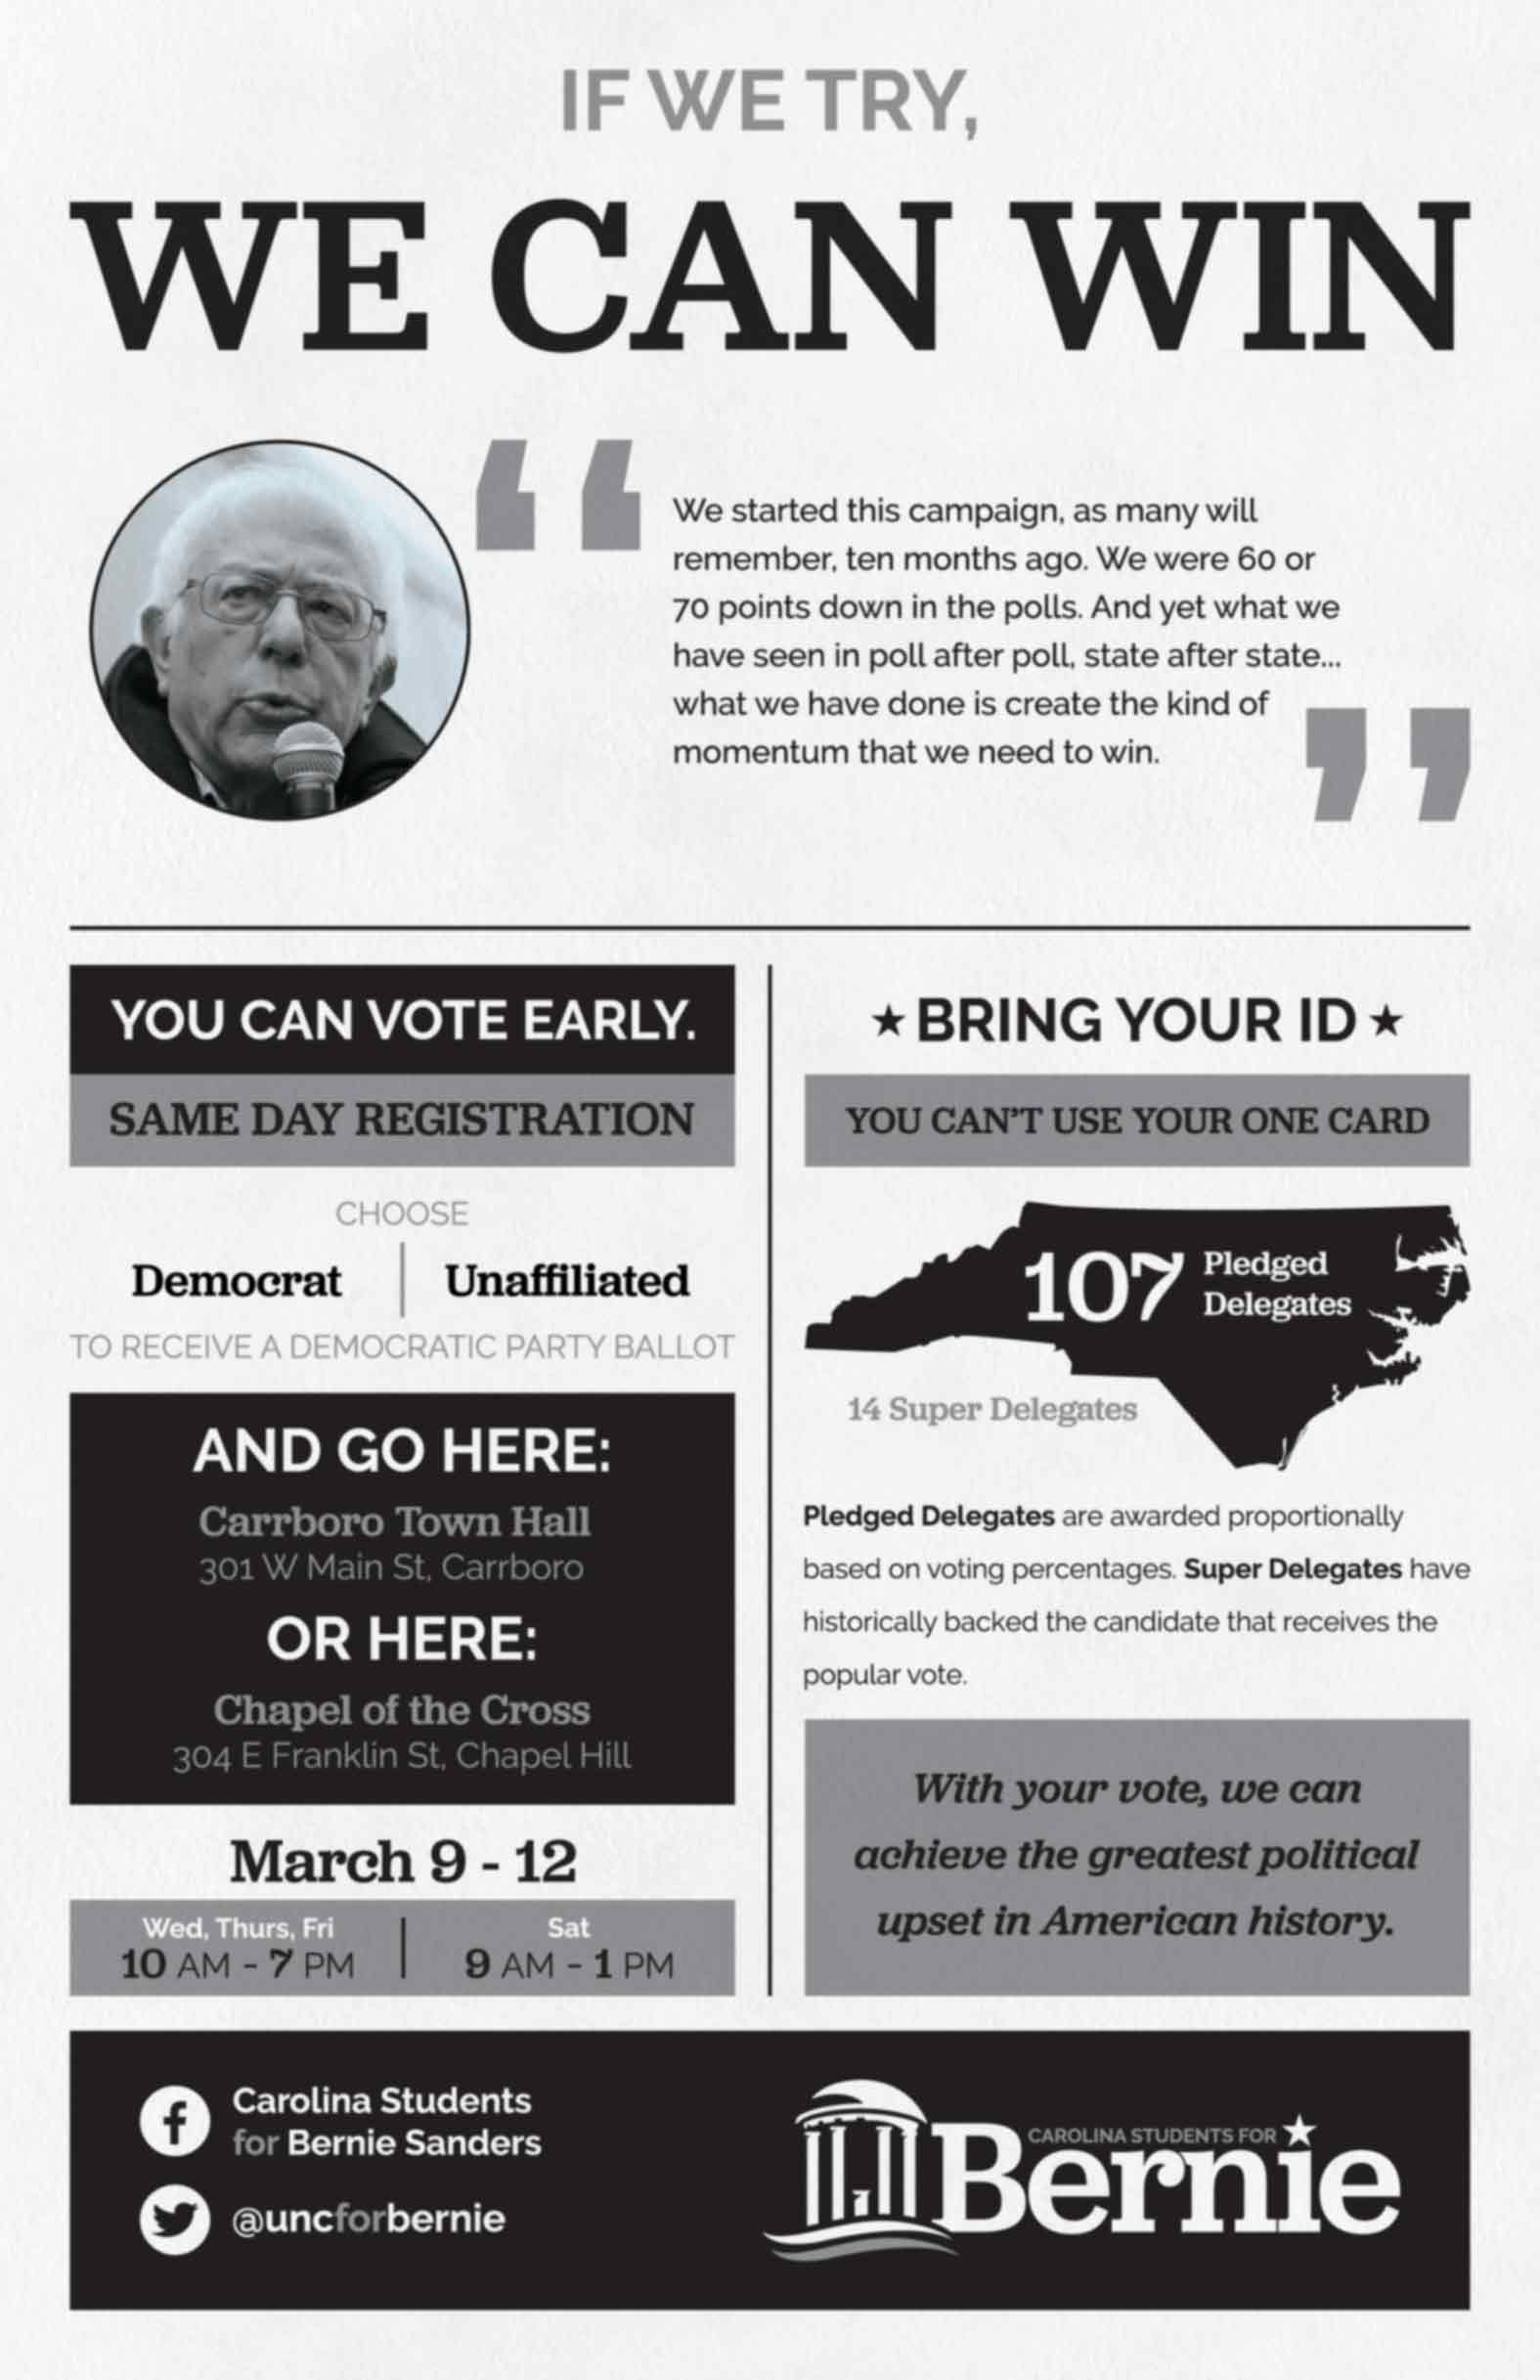 IF WE TRY,
WE CAN WIN
We started this campaign, as many will
remember, ten months ago. We were 60 or
70 points down in the polls. And yet what we
have seen in poll after poll, state after state...
what we have done is create the kind of
momentum that we need to win.
YOU CAN VOTE EARLY.
SAME DAY REGISTRATION
CHOOSE
Democrat | Unaffiliated
TO RECEIVE A DEMOCRATIC PARTY BALLOT
AND GO HERE:
Carrboro Town Hall
301 W Main St, Carrboro
OR HERE:
Chapel of the Cross
304 E Franklin St, Chapel Hill
March 9 - 12
Wed, Thurs, Fri
10 AM - 7 PM
Sat
9 AM - 1 PM
★ BRING YOUR ID ★
YOU CAN'T USE YOUR ONE CARD
107 Pledged
Delegates
14 Super Delegates
Pledged Delegates are awarded proportionally
based on voting percentages. Super Delegates have
historically backed the candidate that receives the
popular vote.
With your vote, we can
achieve the greatest political
upset in American history.
Carolina Students
for Bernie Sanders
@uncforbernie
CAROLINA STUDENTS FOR
Bernie